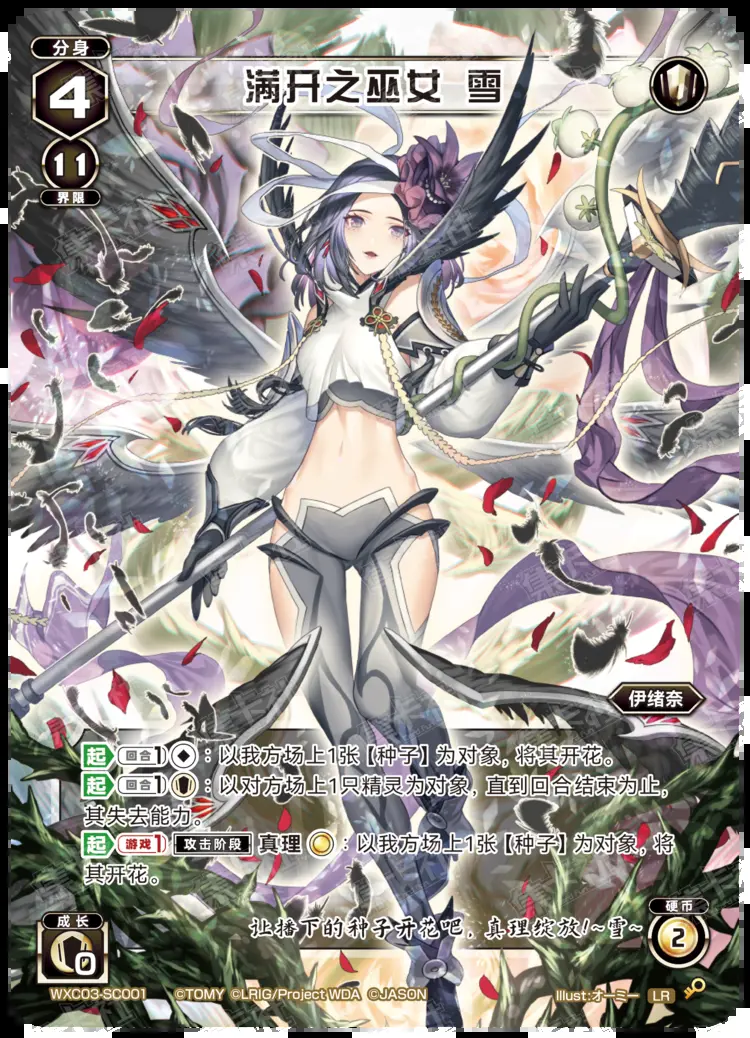 分身
4
满开之巫女 雪
11
界限
伊绪奈
起 回合1 ：以我方场上1张【种子】为对象，将其开花。
起 回合1 ：以对方场上1只精灵为对象，直到回合结束为止，
其失去能力。
起 游戏1 攻击阶段 真理 ：以我方场上1张【种子】为对象，将
其开花。
成长
0
让播下的种子开花吧，真理绽放！~雪~
硬币
2
WXC03-SC001 ©TOMY ©LRIG/Project WDA ©JASON Illust:オーミー LR